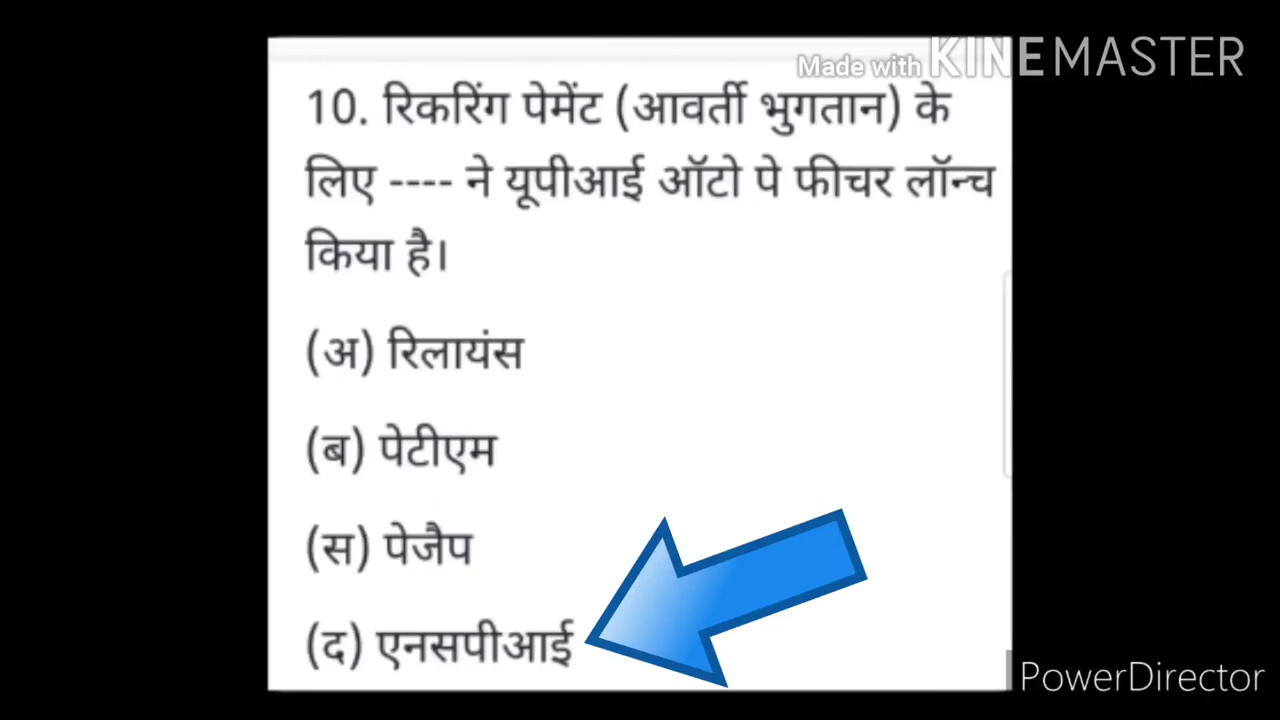 Made with KINEMASTER
10. रिकरिंग पेमेंट (आवर्ती भुगतान) के
लिए ---- ने यूपीआई ऑटो पे फीचर लॉन्च
किया है।
(अ) रिलायंस
(ब) पेटीएम
(स) पेजैप
(द) एनसपीआई
PowerDirector